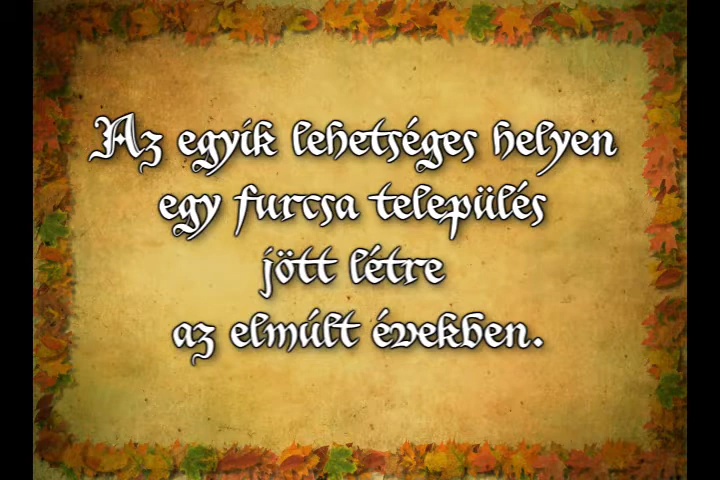 Az egyik lehetséges helyen
egy furcsa település
jött létre
az elmúlt években.